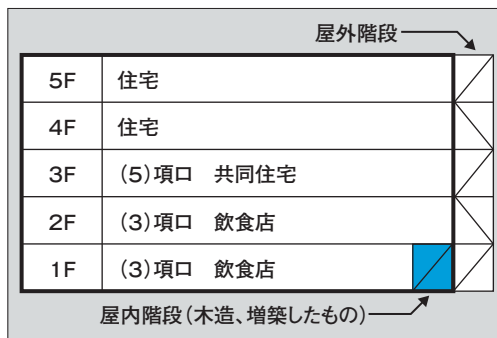 屋外階段
5F 住宅
4F 住宅
3F (5)項ロ 共同住宅
2F (3)項ロ 飲食店
1F (3)項ロ 飲食店
屋内階段(木造、増築したもの)